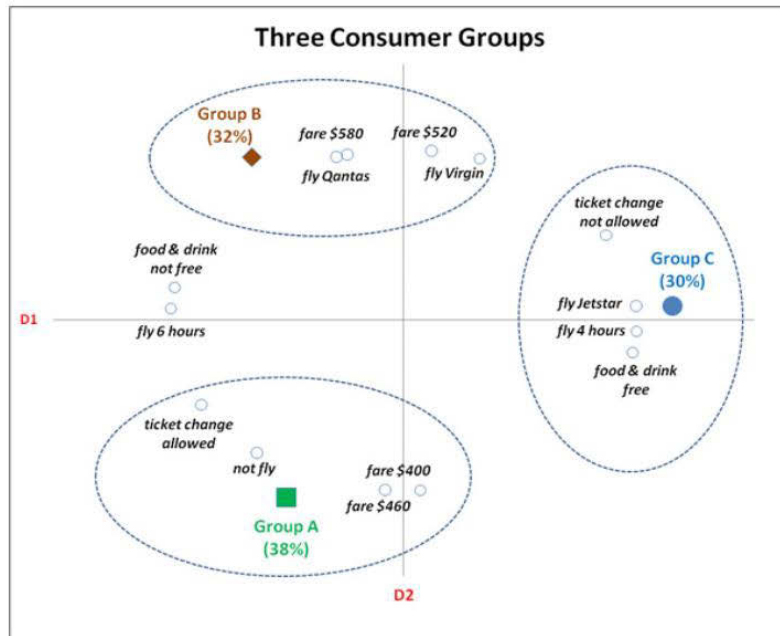 Three Consumer Groups
Group B
(32%)
fare $580
fare $520
fly Qantas
fly Virgin
ticket change
not allowed
food & drink
not free
Group C
(30%)
fly Jetstar
D1
fly 6 hours
fly 4 hours
food & drink
free
ticket change
allowed
not fly
fare $400
fare $460
Group A
(38%)
D2